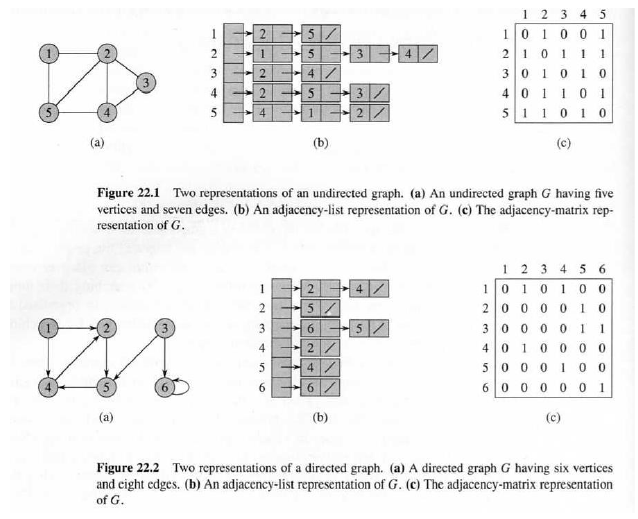 1 2 3 4 5
1 2 5 / 1 0 1 0 0 1
1 2 2 1 5 3 4 / 2 1 0 1 1 1
3 3 2 4 / 3 0 1 0 1 0
4 2 5 3 / 4 0 1 1 0 1
5 4 5 4 1 2 / 5 1 1 0 1 0
(a) (b) (c)
Figure 22.1 Two representations of an undirected graph. (a) An undirected graph G having five
vertices and seven edges. (b) An adjacency-list representation of G. (c) The adjacency-matrix rep-
resentation of G.
1 2 3 4 5 6
1 2 4 / 1 0 1 0 1 0 0
2 5 / 2 0 0 0 0 1 0
1 2 3 3 6 5 / 3 0 0 0 0 1 1
4 2 / 4 0 1 0 0 0 0
4 5 6 5 4 / 5 0 0 0 1 0 0
6 6 / 6 0 0 0 0 0 1
(a) (b) (c)
Figure 22.2 Two representations of a directed graph. (a) A directed graph G having six vertices
and eight edges. (b) An adjacency-list representation of G. (c) The adjacency-matrix representation
of G.